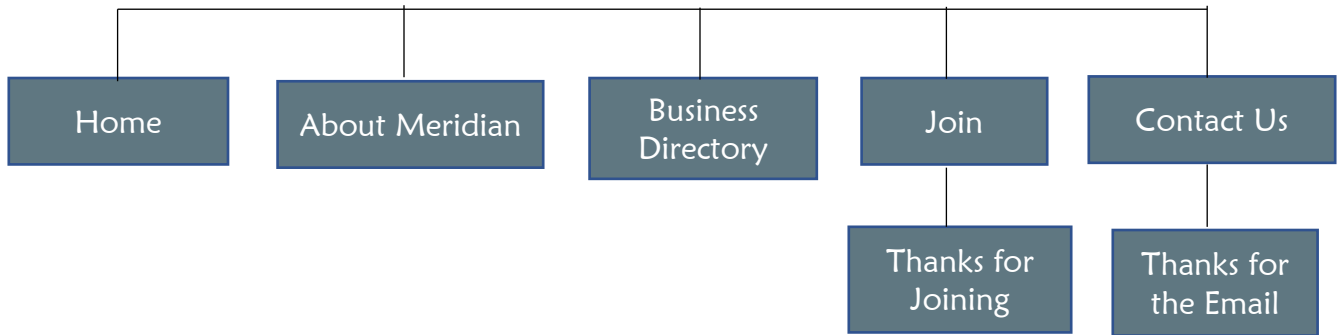 Home
About Meridian
Business
Directory
Join
Contact Us
Thanks for
Joining
Thanks for
the Email